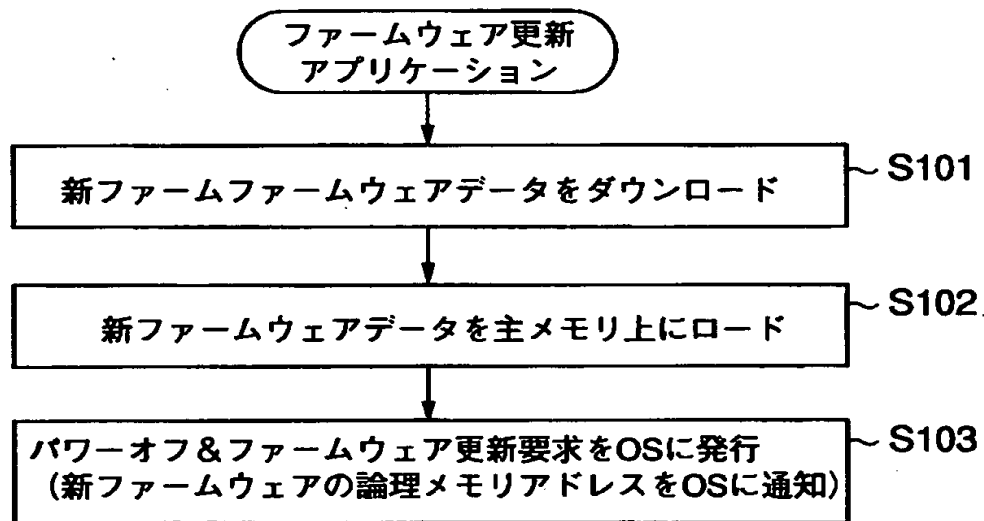 ファームウェア更新
アプリケーション
新ファームファームウェアデータをダウンロード
~ S101
新ファームウェアデータを主メモリ上にロード
~ S102
パワーオフ&ファームウェア更新要求をOSに発行
(新ファームウェアの論理メモリアドレスをOSに通知)
~ S103